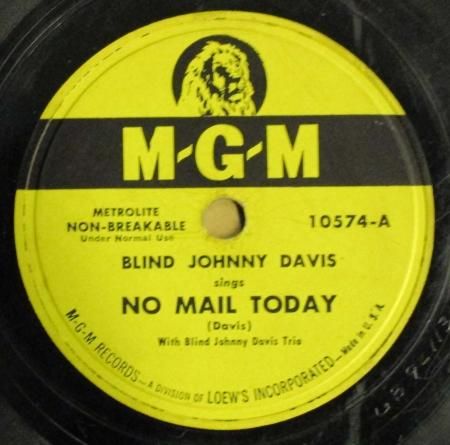 M-G-M
METROLITE
NON-BREAKABLE
Under Normal Use
10574-A
BLIND JOHNNY DAVIS
sings
NO MAIL TODAY
(Davis)
With Blind Johnny Davis Trio
M-G-M RECORDS—A DIVISION OF LOEW'S INCORPORATED—Made in U.S.A.